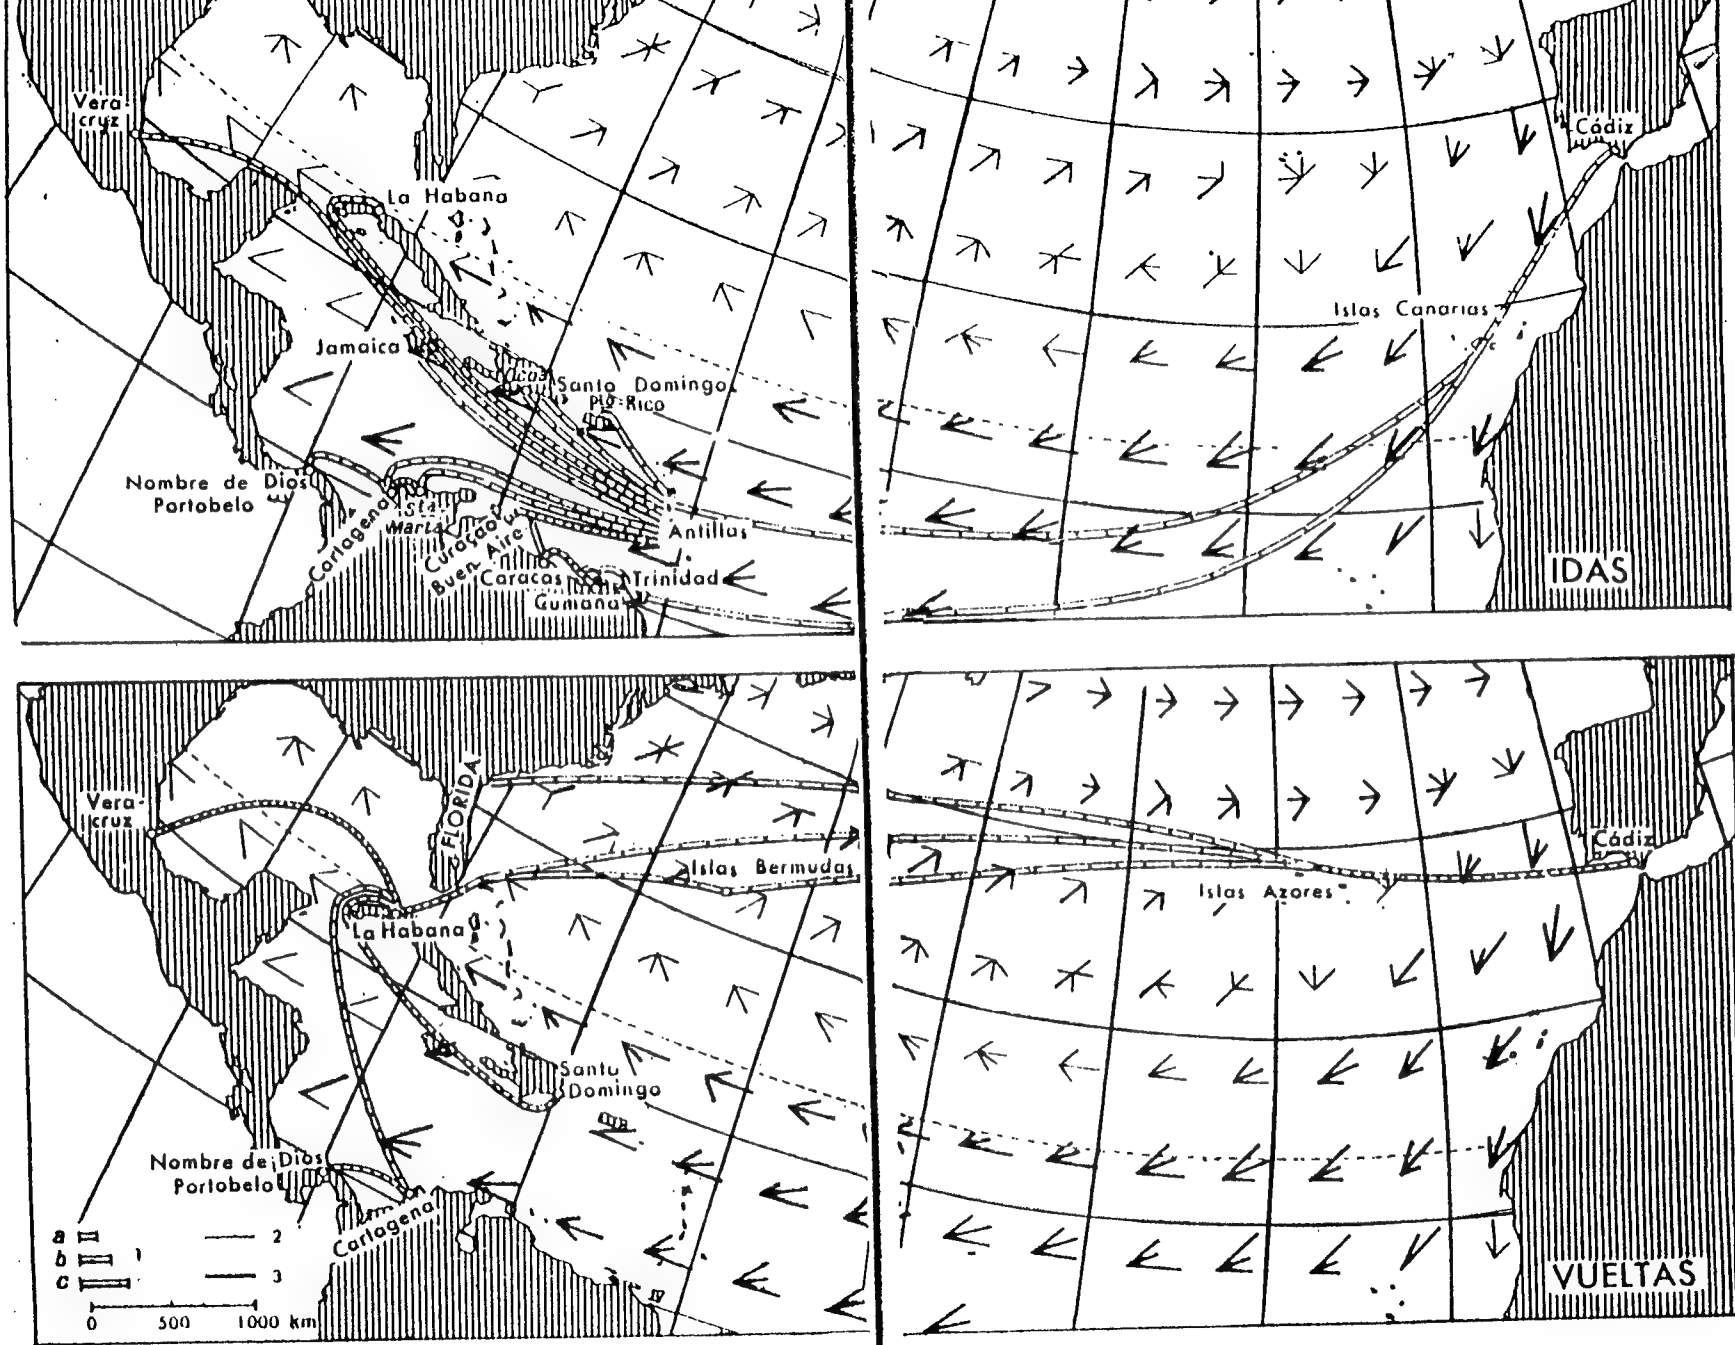 Vera-
cruz
La Habana
Cádiz
Islas Canarias
Jamaica
Santo Domingo
Pto-Rico
Nombre de Dios
Portobelo
Cartagena
Sta
Marta
Curaçao
Buen Aire
Caracas
Cumana
Trinidad
Antillas
IDAS
Vera-
cruz
FLORIDA
Islas Bermudas
Cádiz
Islas Azores
La Habana
Santo
Domingo
Nombre de Dios
Portobelo
Cartagena
a
b 1
c
2
3
0 500 1000 km
VUELTAS